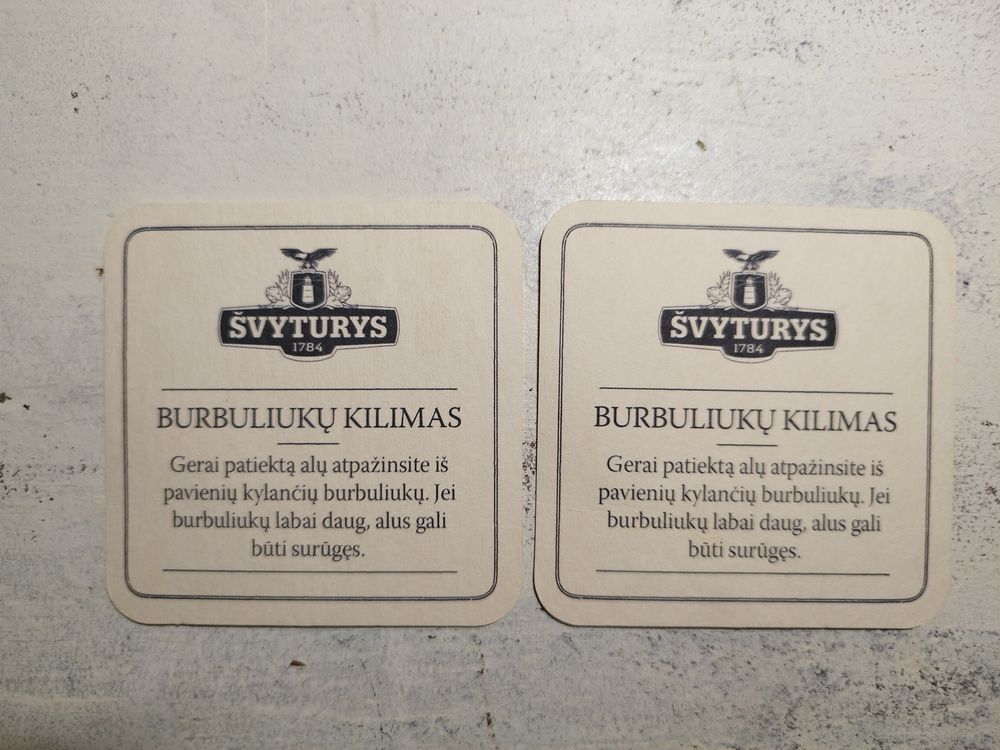 ŠVYTURYS
1784
BURBULIUKŲ KILIMAS
Gerai patiektą alų atpažinsite iš
pavienių kylančių burbuliukų. Jei
burbuliukų labai daug, alus gali
būti surūgęs.
ŠVYTURYS
1784
BURBULIUKŲ KILIMAS
Gerai patiektą alų atpažinsite iš
pavienių kylančių burbuliukų. Jei
burbuliukų labai daug, alus gali
būti surūgęs.